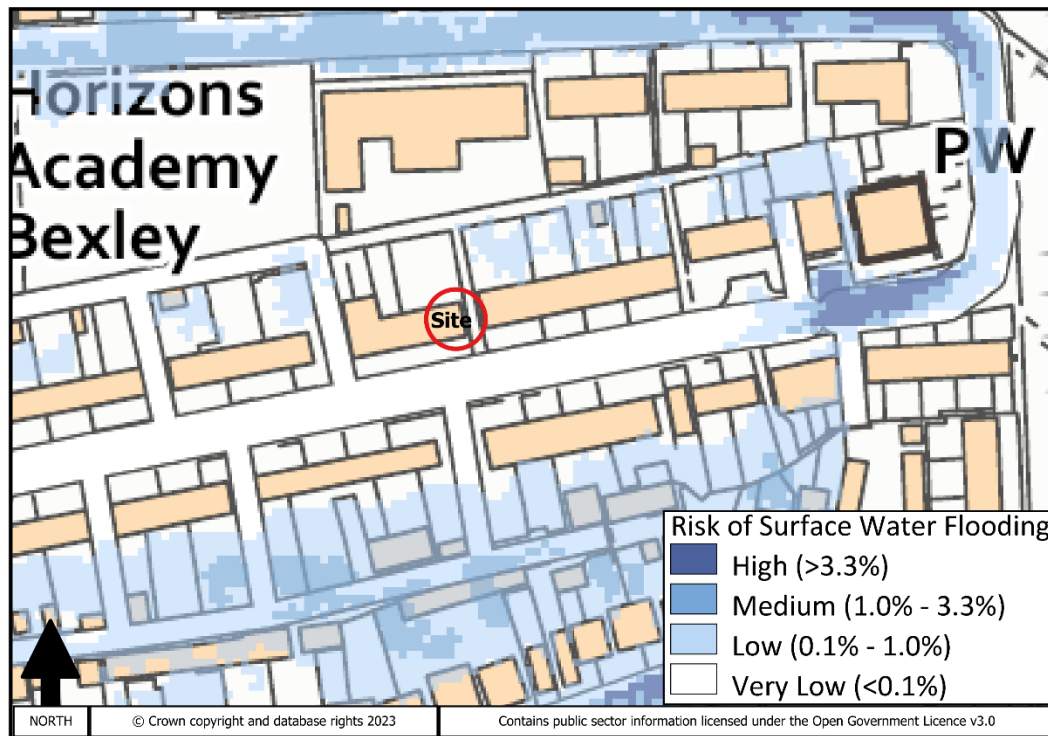 Horizons
Academy
Bexley
PW
Site
Risk of Surface Water Flooding
High (>3.3%)
Medium (1.0% - 3.3%)
Low (0.1% - 1.0%)
Very Low (<0.1%)
NORTH
© Crown copyright and database rights 2023
Contains public sector information licensed under the Open Government Licence v3.0